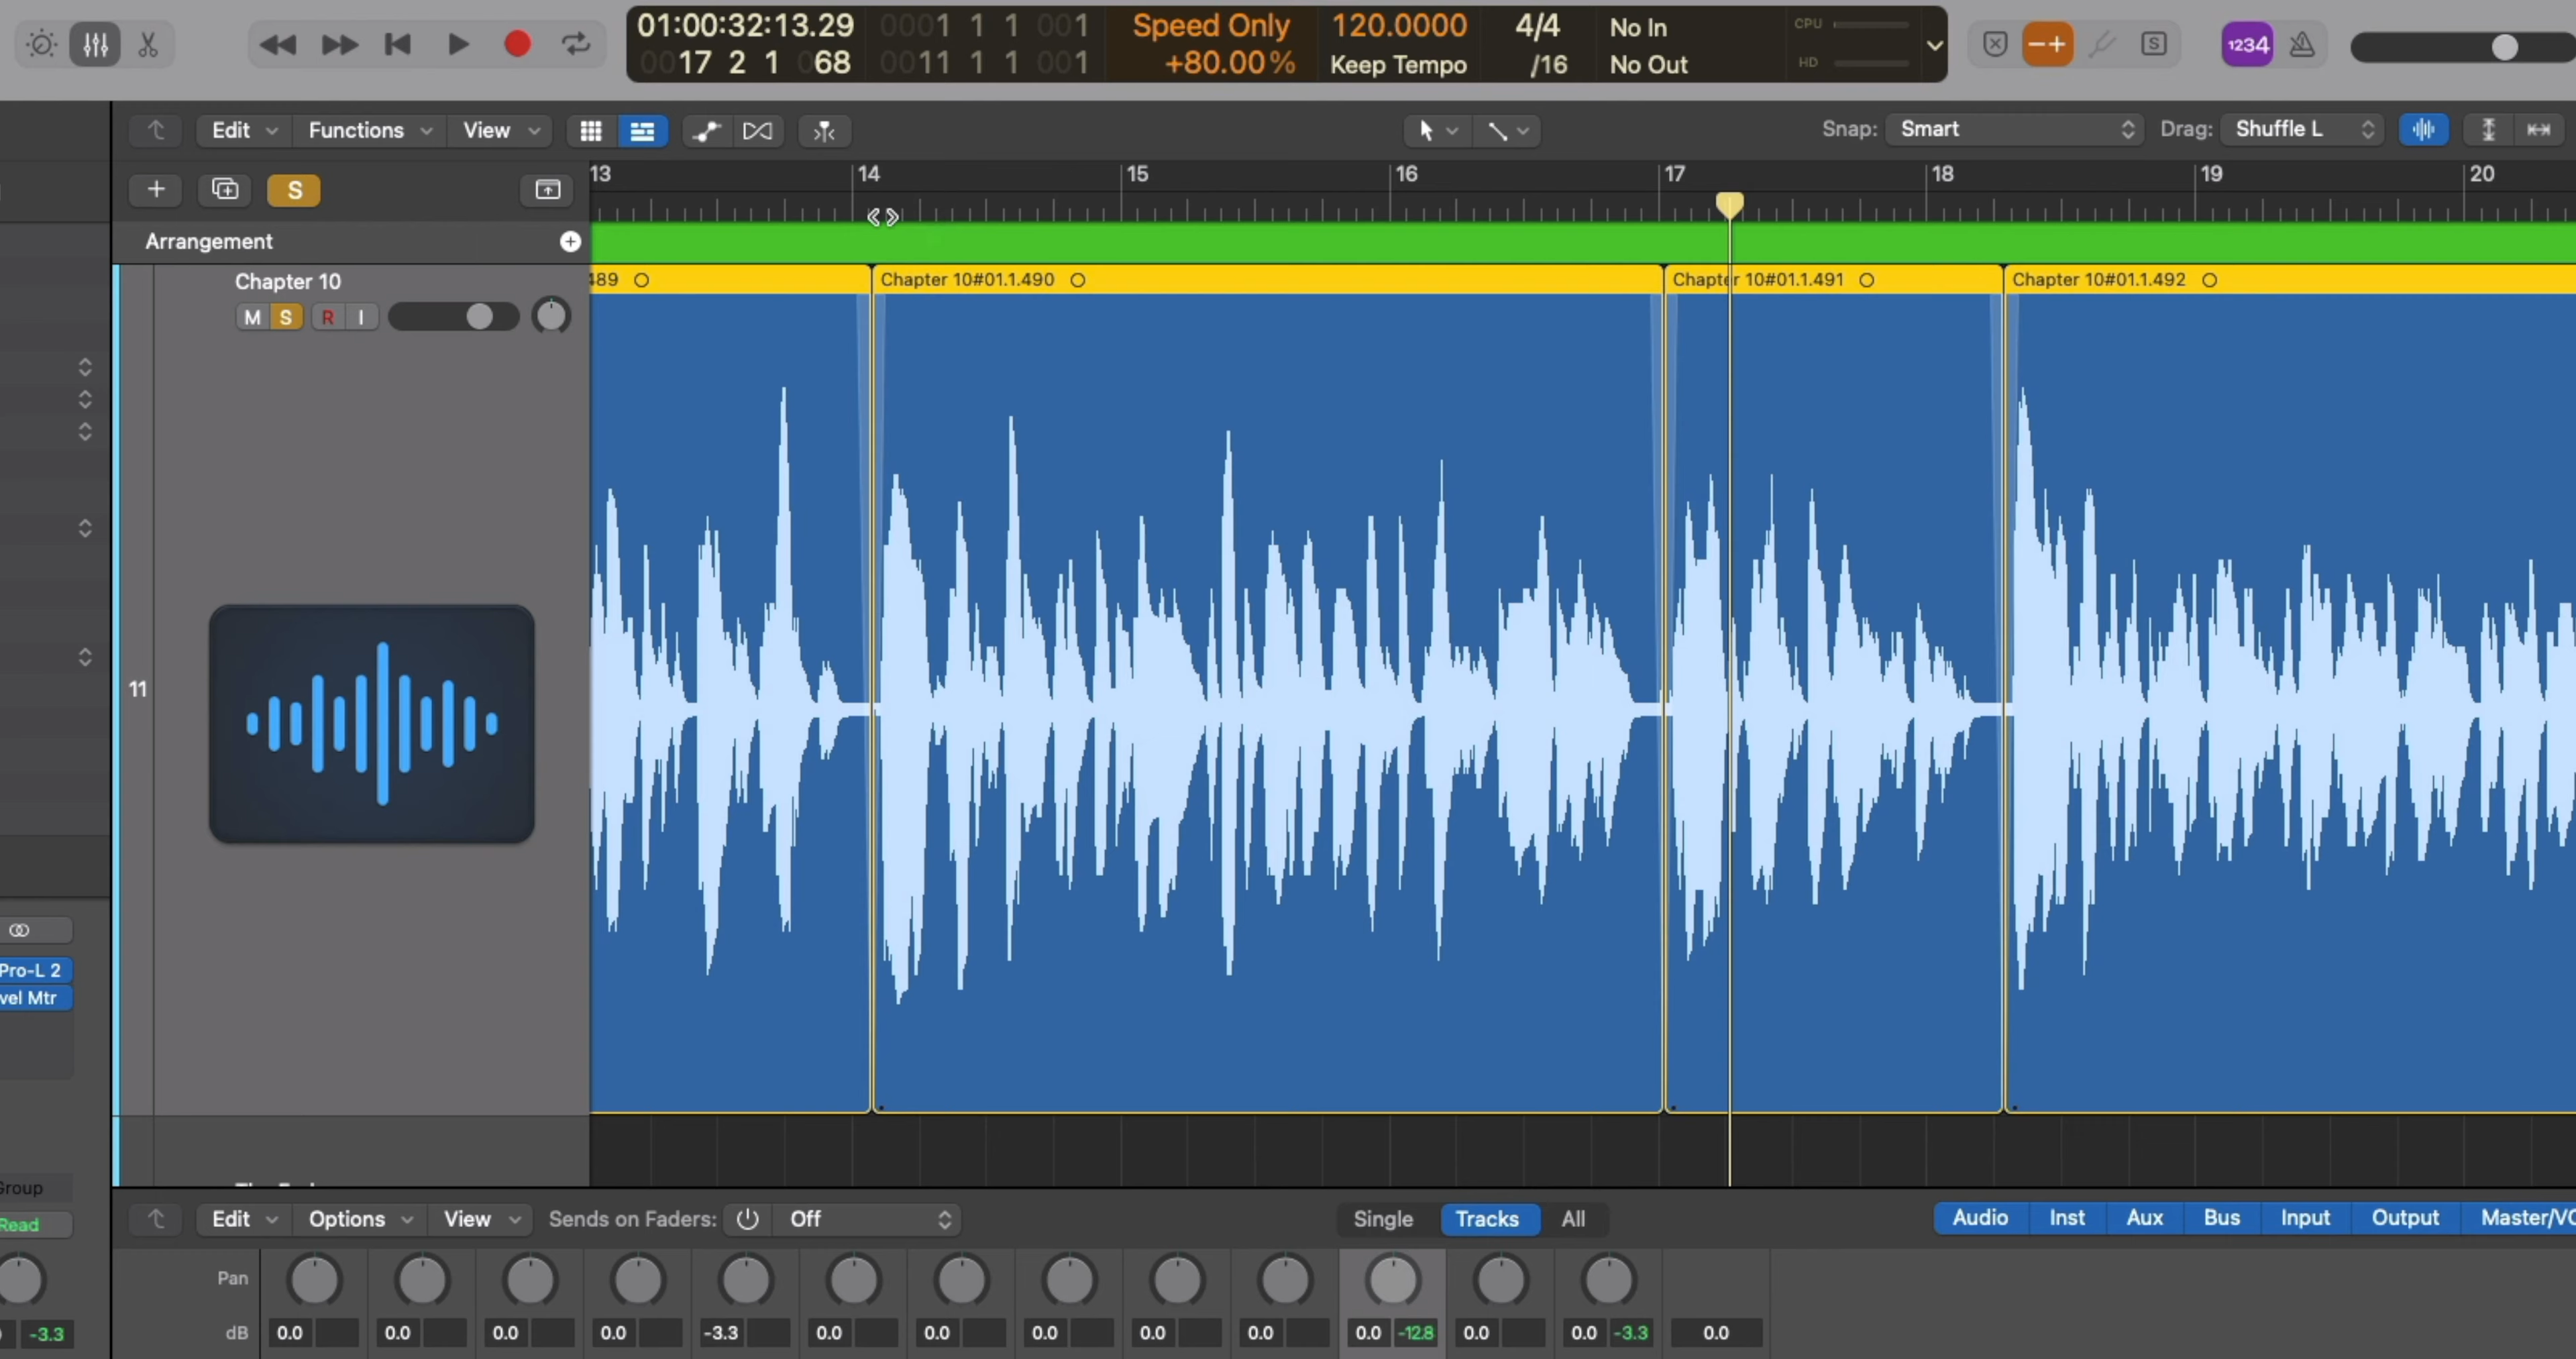 01:00:32:13.29 0001 1 1 001 Speed Only 120.0000 4/4 No In CPU
0017 2 1 068 0011 1 1 001 +80.00% Keep Tempo /16 No Out HD
S 1234
Edit Functions View Snap: Smart Drag: Shuffle L
S 13 14 15 16 17 18 19 20
Arrangement
Chapter 10 489 Chapter 10#01.1.490 Chapter 10#01.1.491 Chapter 10#01.1.492
M S R I
11
Pro-L 2
vel Mtr
Group
Read
Edit Options View Sends on Faders: Off Single Tracks All Audio Inst Aux Bus Input Output Master/VC
Pan
-3.3 dB 0.0 0.0 0.0 0.0 -3.3 0.0 0.0 0.0 0.0 0.0 0.0 -12.8 0.0 0.0 -3.3 0.0